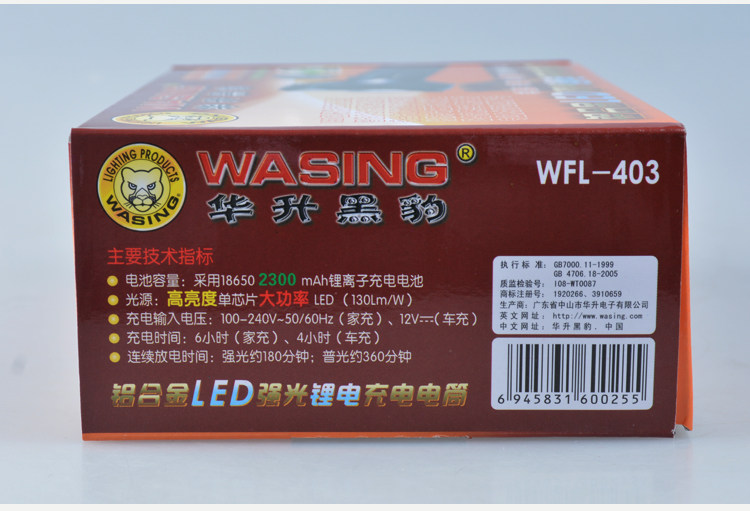 LIGHTING PRODUCTS
WASING
WASING®
华升黑豹
WFL-403
主要技术指标
电池容量：采用18650 2300 mAh锂离子充电电池
光源：高亮度单芯片大功率LED（130Lm/W）
充电输入电压：100-240V~50/60Hz（家充）、12V⎓（车充）
充电时间：6小时（家充）、4小时（车充）
连续放电时间：强光约180分钟；普光约360分钟
铝合金LED强光锂电充电电筒
执行标准：GB7000.11-1999
GB 4706.18-2005
质监检验号：I08-WT0087
商标注册号：1920266、3910659
生产商：广东省中山市华升电子有限公司
英文网址：http://www.wasing.com
中文网址：华升黑豹.中国
6 945831 600255